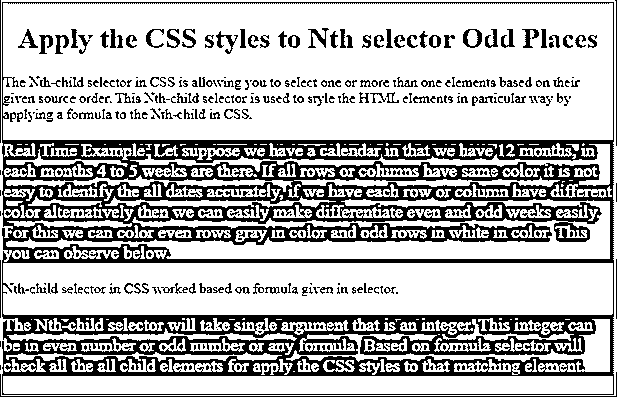 Apply the CSS styles to Nth selector Odd Places
The Nth-child selector in CSS is allowing you to select one or more than one elements based on their
given source order. This Nth-child selector is used to style the HTML elements in particular way by
applying a formula to the Nth-child in CSS.
Real Time Example: Let suppose we have a calendar in that we have 12 months, in
each months 4 to 5 weeks are there. If all rows or columns have same color it is not
easy to identify the all dates accurately, if we have each row or column have different
color alternatively then we can easily make differentiate even and odd weeks easily.
For this we can color even rows gray in color and odd rows in white in color. This
you can observe below.
Nth-child selector in CSS worked based on formula given in selector.
The Nth-child selector will take single argument that is an integer. This integer can
be in even number or odd number or any formula. Based on formula selector will
check all the all child elements for apply the CSS styles to that matching element.